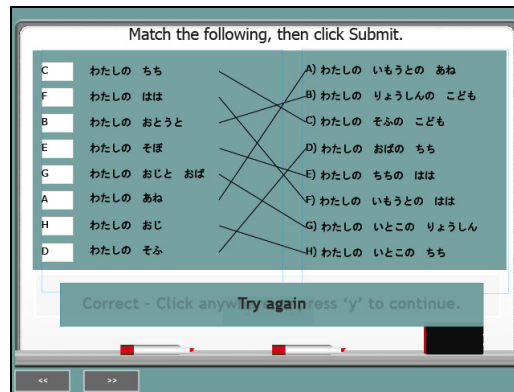 Match the following, then click Submit.
C わたしの ちち
F わたしの はは
B わたしの おとうと
E わたしの そぼ
G わたしの おじと おば
A わたしの あね
H わたしの おじ
D わたしの そふ
A) わたしの いもうとの あね
B) わたしの りょうしんの こども
C) わたしの そふの こども
D) わたしの おばの ちち
E) わたしの ちちの はは
F) わたしの いもうとの はは
G) わたしの いとこの りょうしん
H) わたしの いとこの ちち
Correct - Click any press 'y' to continue.
Try again
<< >>